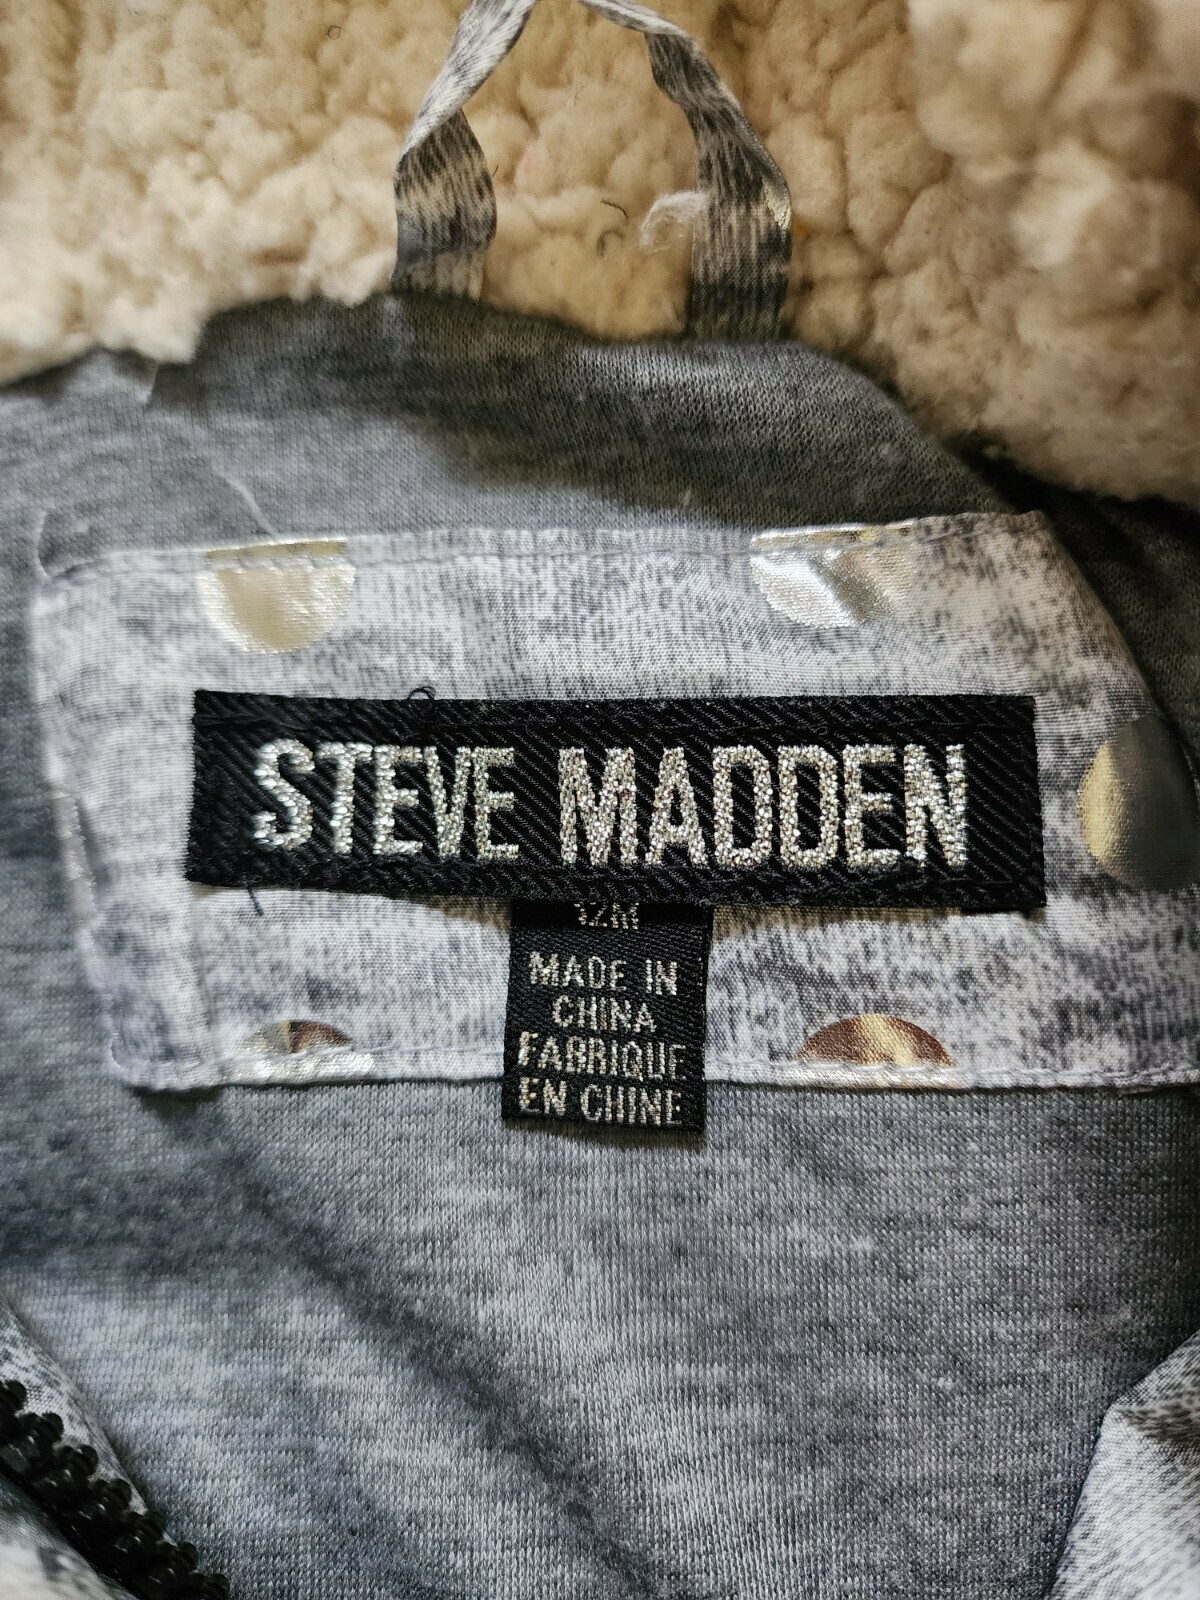 STEVE MADDEN
12M
MADE IN
CHINA
FABRIQUE
EN CHINE